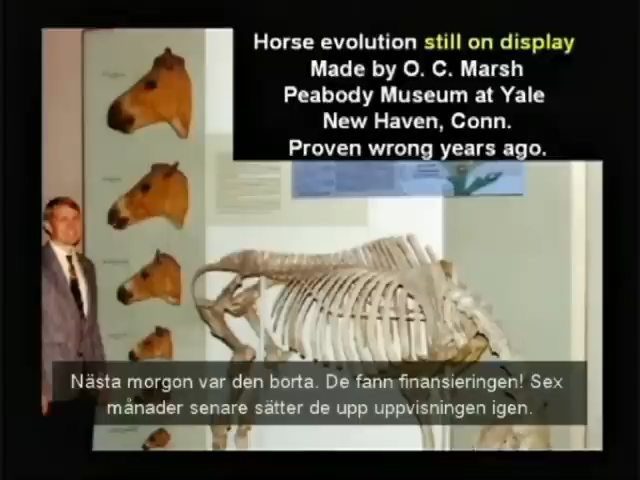 Horse evolution still on display
Made by O. C. Marsh
Peabody Museum at Yale
New Haven, Conn.
Proven wrong years ago.
Nästa morgon var den borta. De fann finansieringen! Sex
månader senare sätter de upp uppvisningen igen.